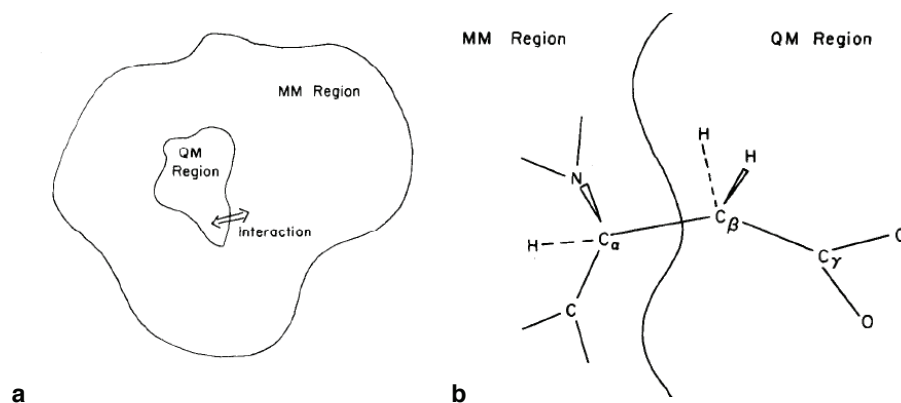 MM Region
QM
Region
Interaction
a
MM Region
QM Region
H
H
N
H
Cα
Cβ
Cγ
O
C
O
b